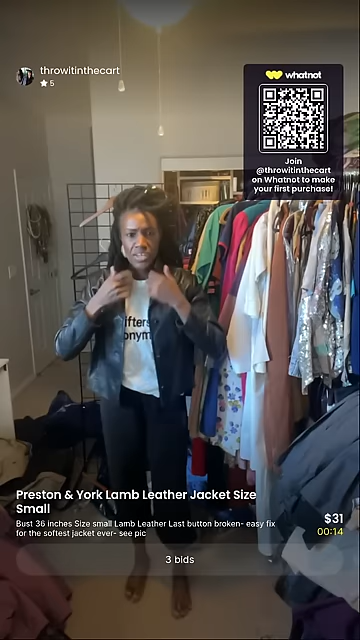 throwitinthecart
★ 5
whatnot
Join
@throwitinthecart
on Whatnot to make
your first purchase!
ifters
onym
Preston & York Lamb Leather Jacket Size
Small
Bust 36 inches Size small Lamb Leather Last button broken- easy fix
for the softest jacket ever- see pic
$31
00:14
3 bids